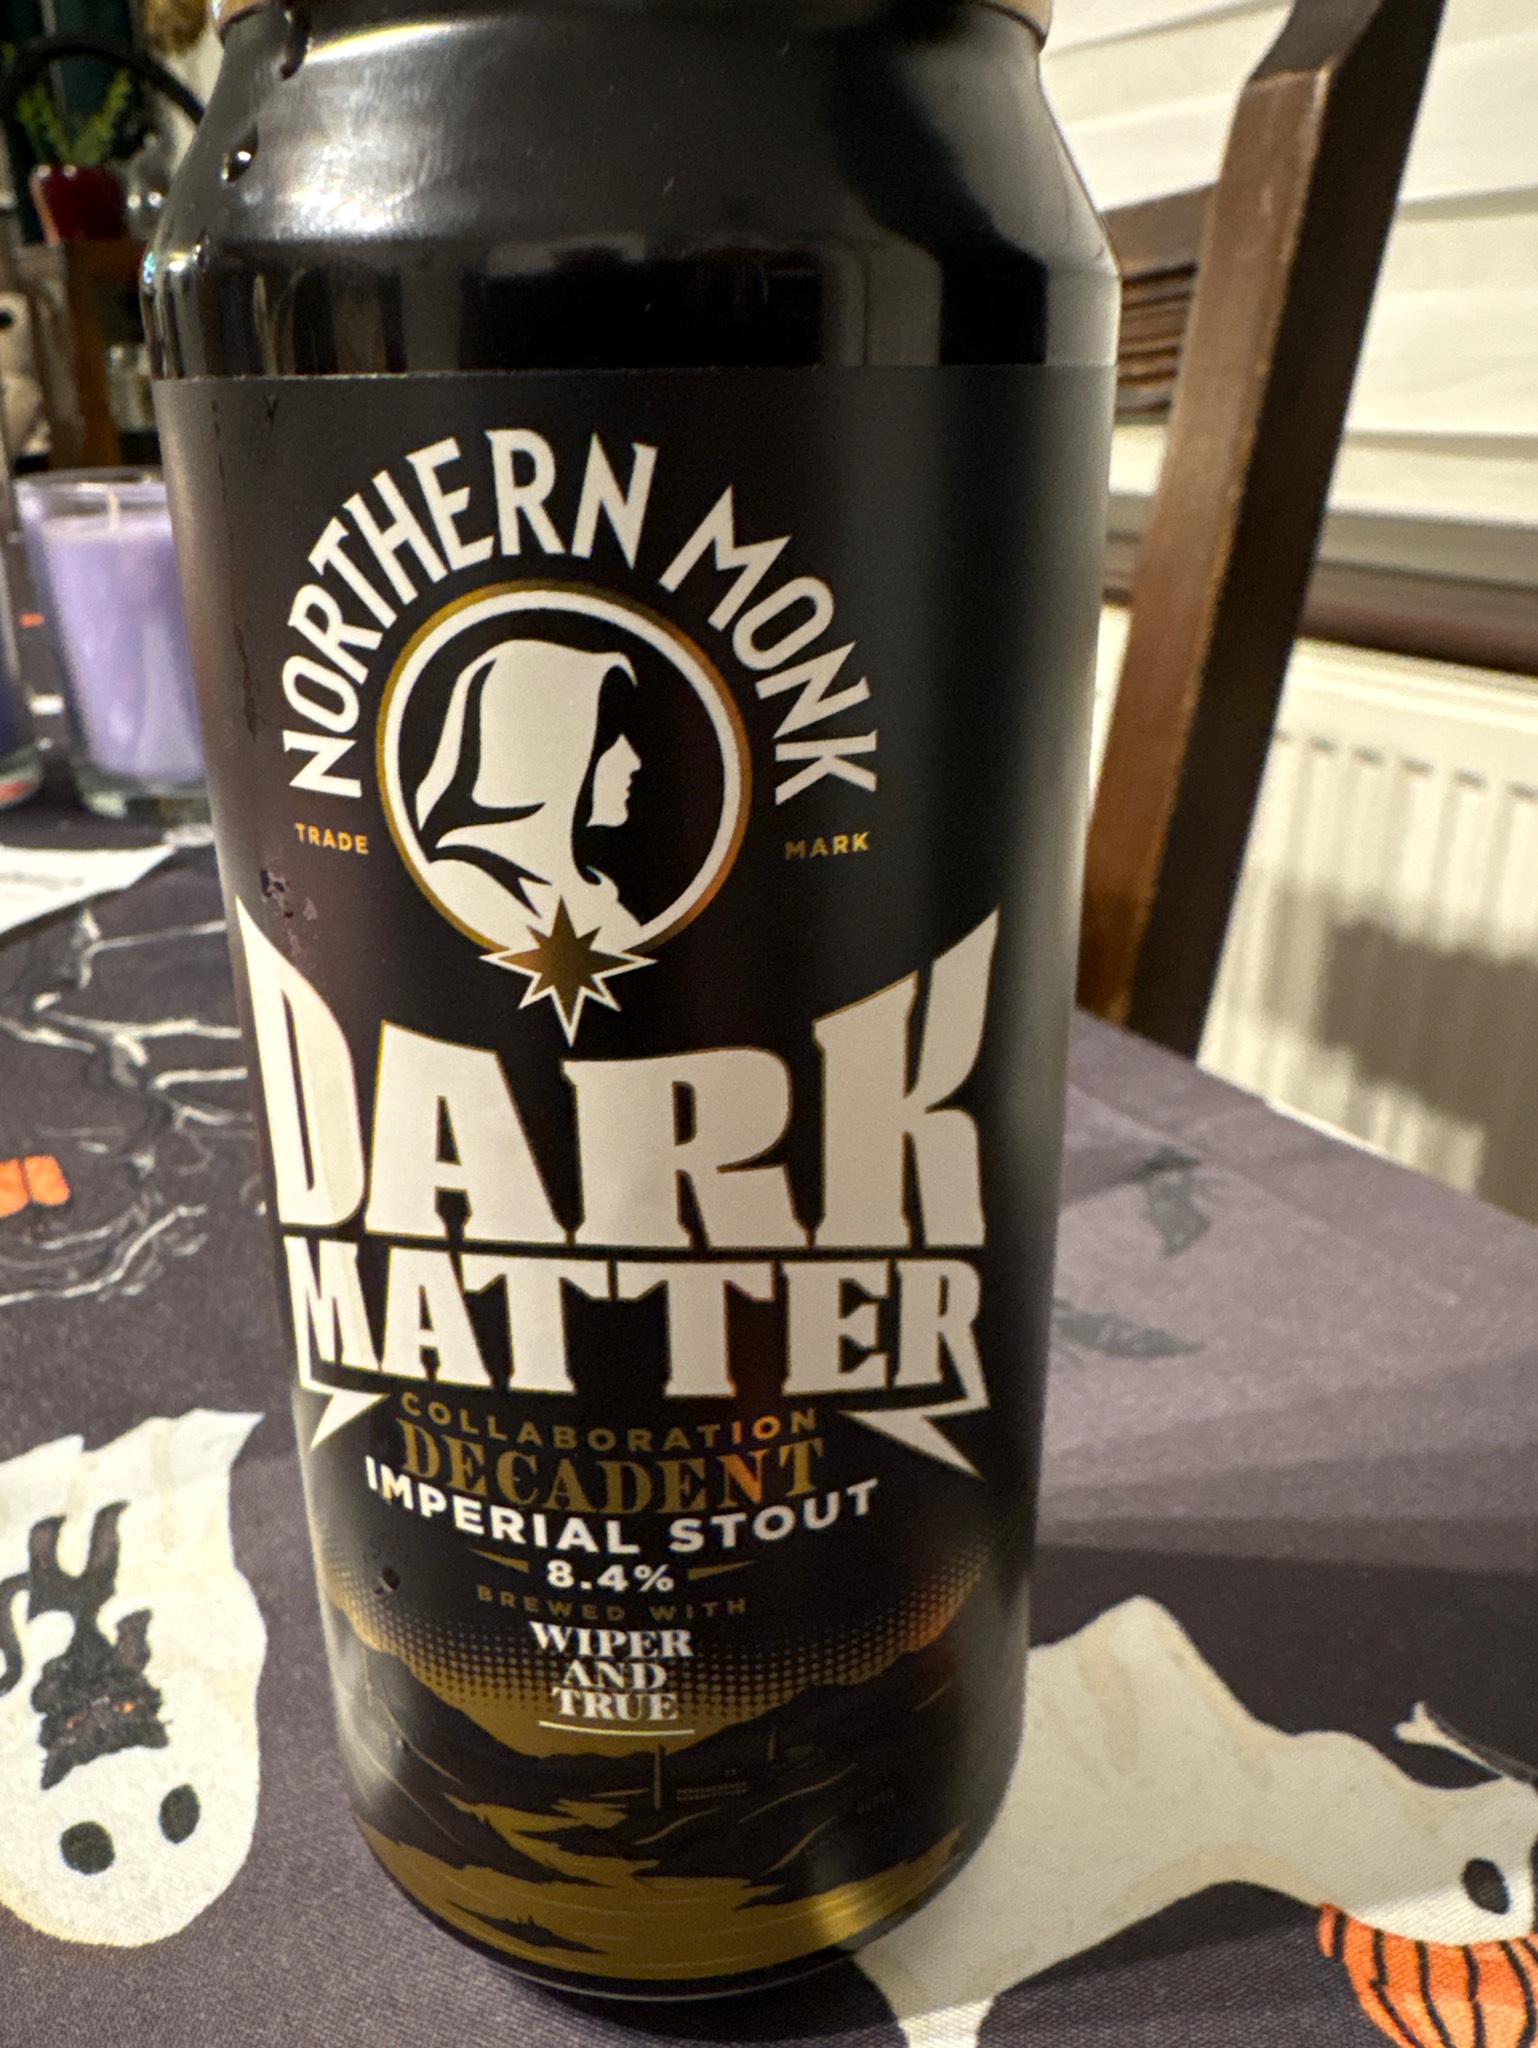 NORTHERN MONK
TRADE MARK
DARK
MATTER
COLLABORATION
DECADENT
IMPERIAL STOUT
8.4%
BREWED WITH
WIPER
AND
TRUE